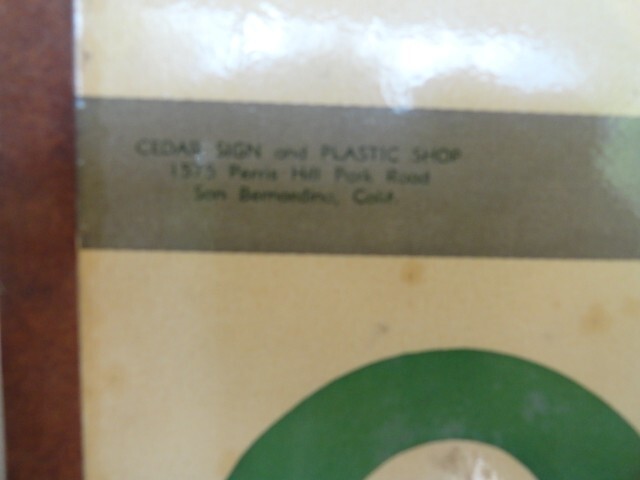 CEDAR SIGN and PLASTIC SHOP
1575 Perris Hill Park Road
San Bernardino, Calif.